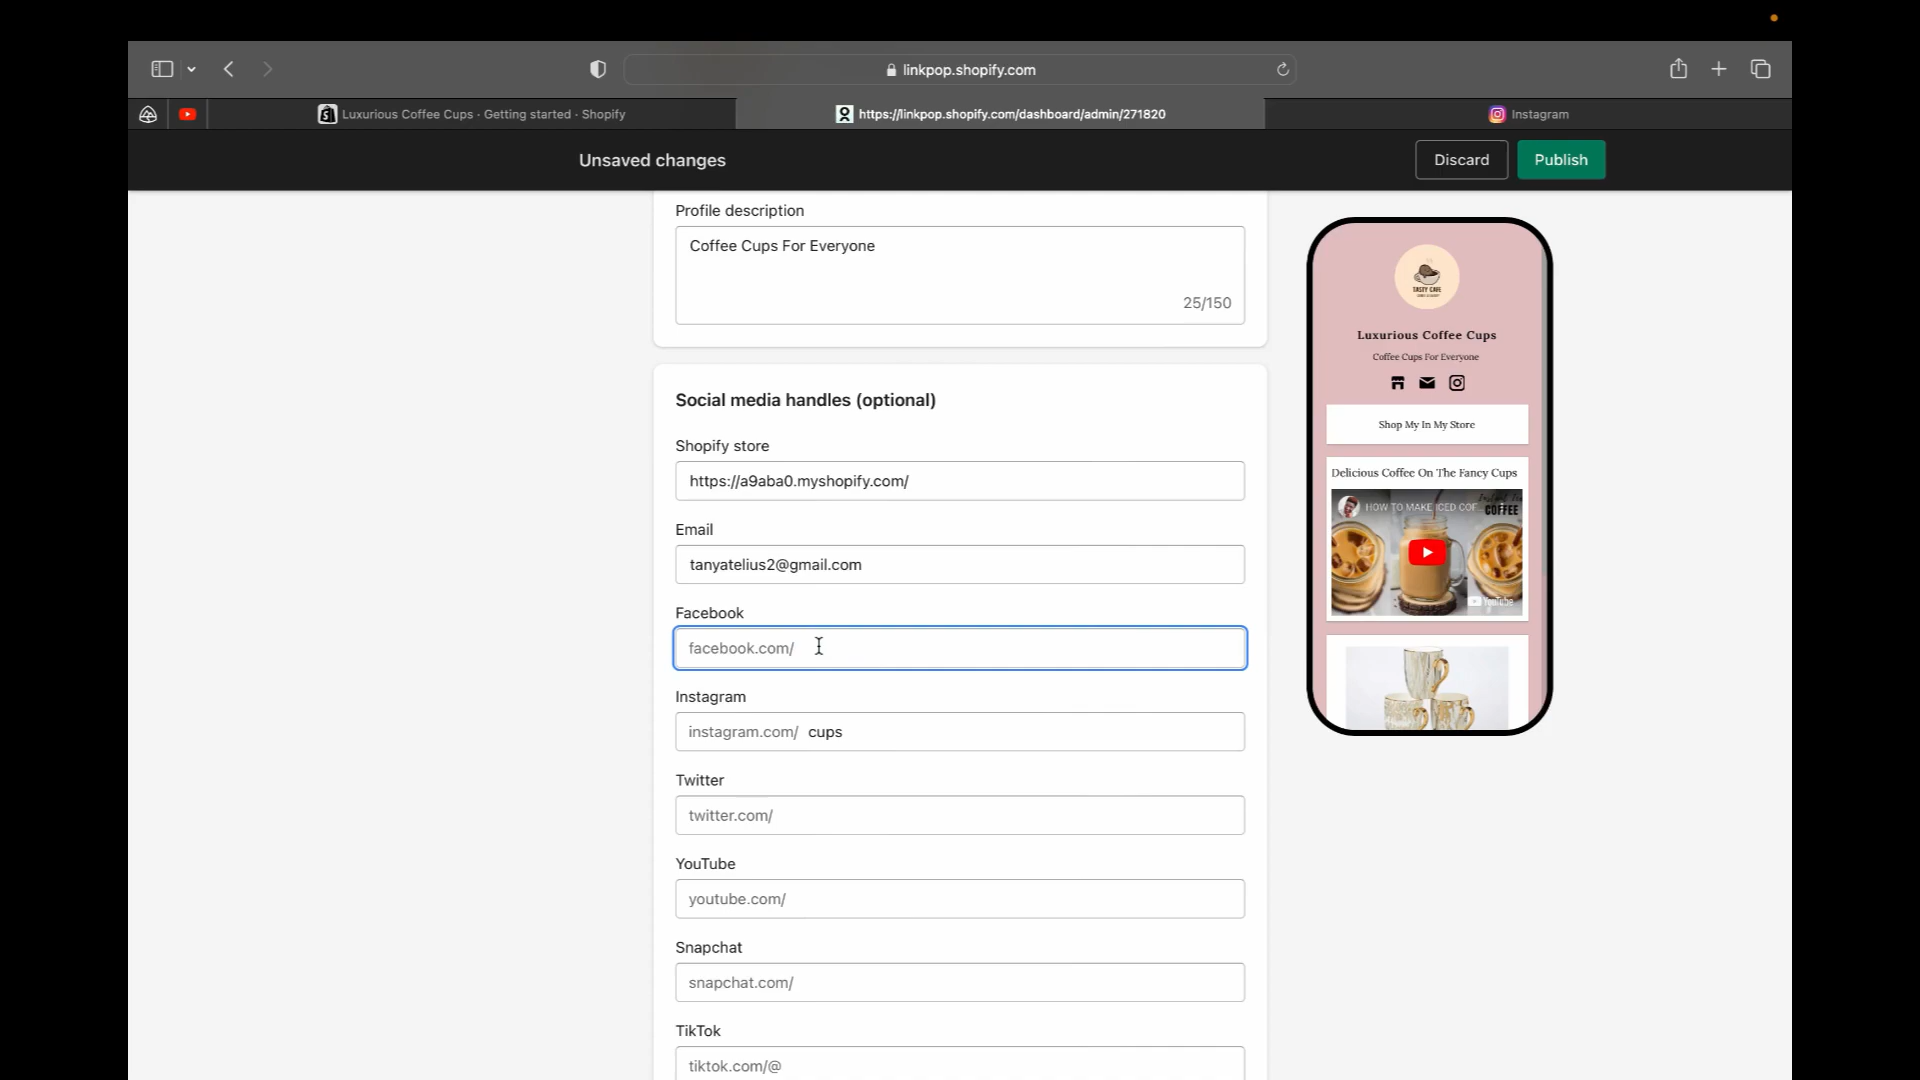 linkpop.shopify.com
Luxurious Coffee Cups · Getting started · Shopify
https://linkpop.shopify.com/dashboard/admin/271820
Instagram
Unsaved changes
Discard
Publish
Profile description
Coffee Cups For Everyone
25/150
Social media handles (optional)
Shopify store
https://a9aba0.myshopify.com/
Email
tanyatelius2@gmail.com
Facebook
facebook.com/
Instagram
instagram.com/ cups
Twitter
twitter.com/
YouTube
youtube.com/
Snapchat
snapchat.com/
TikTok
tiktok.com/@
TASTY CAFE
Luxurious Coffee Cups
Coffee Cups For Everyone
Shop My In My Store
Delicious Coffee On The Fancy Cups
HOW TO MAKE ICED COF...
COFFEE
YouTube